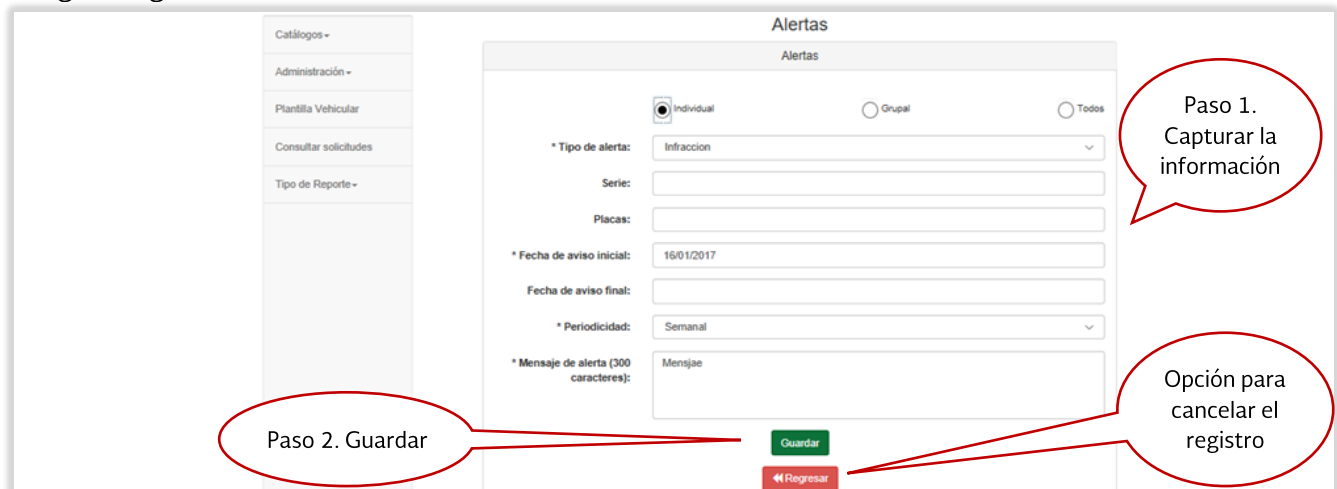 Alertas
Catálogos
Administración
Plantilla Vehicular
Consultar solicitudes
Tipo de Reporte
Alertas
Individual Grupal Todos
* Tipo de alerta: Infraccion
Serie:
Placas:
* Fecha de aviso inicial: 16/01/2017
Fecha de aviso final:
* Periodicidad: Semanal
* Mensaje de alerta (300
caracteres):
Mensjae
Guardar
Regresar
Paso 1.
Capturar la
información
Paso 2. Guardar
Opción para
cancelar el
registro